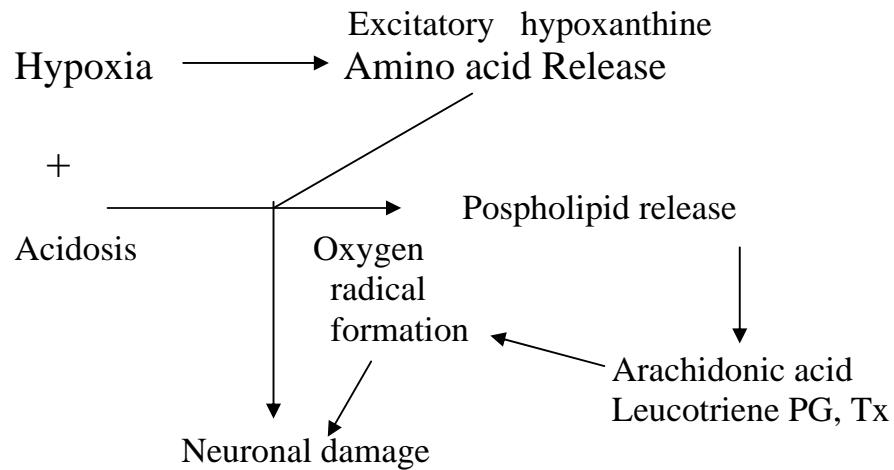 Excitatory hypoxanthine
Hypoxia
Amino acid Release
+
Pospholipid release
Acidosis
Oxygen
radical
formation
Arachidonic acid
Leucotriene PG, Tx
Neuronal damage